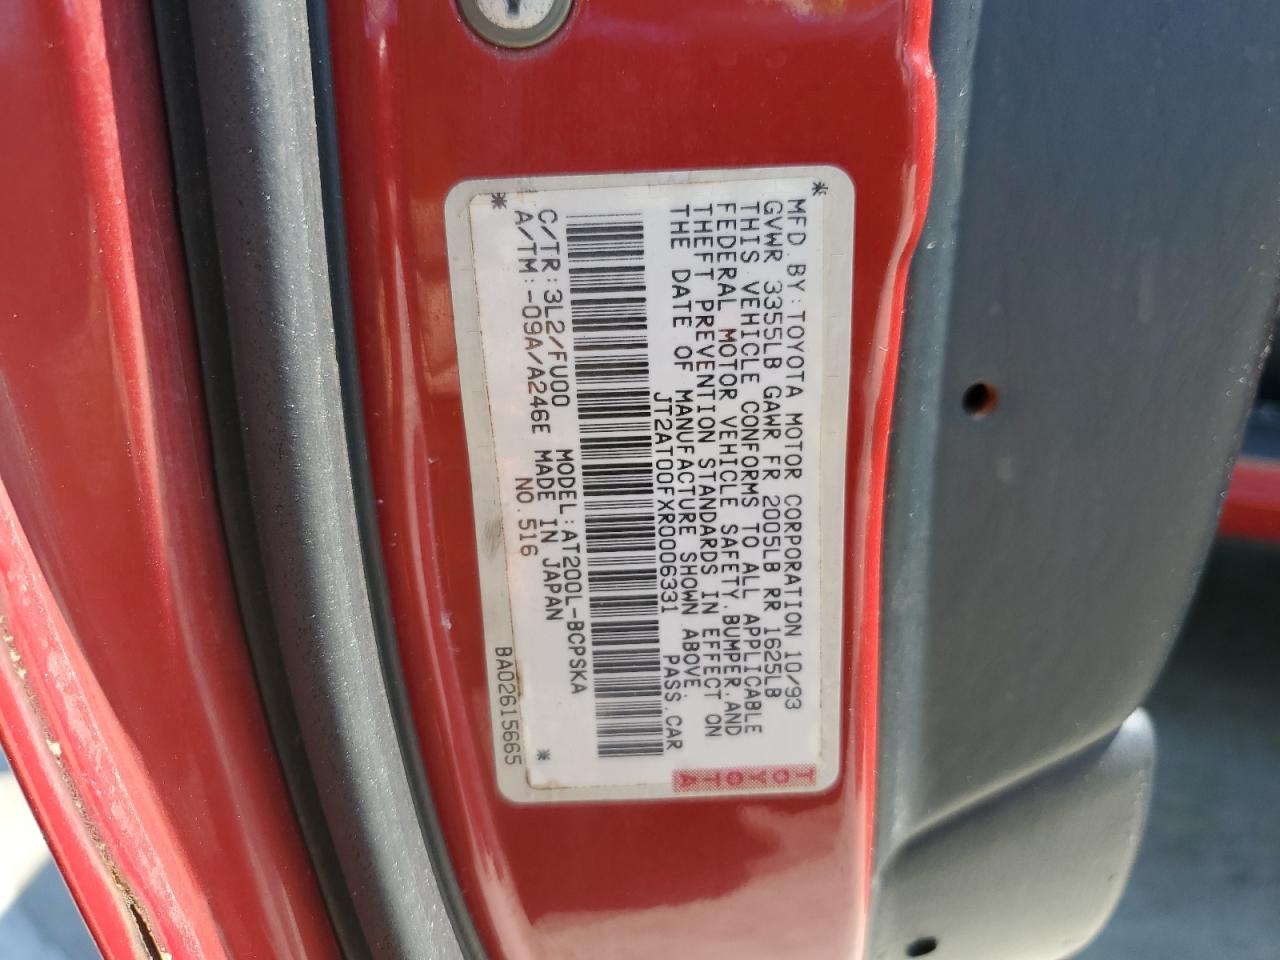 * MFD.BY:TOYOTA MOTOR CORPORATION 10/93
GVWR 3355LB GAWR FR 2005LB RR 1625LB
THIS VEHICLE CONFORMS TO ALL APPLICABLE
FEDERAL MOTOR VEHICLE SAFETY.BUMPER.AND
THEFT PREVENTION STANDARDS IN EFFECT ON
THE DATE OF MANUFACTURE SHOWN ABOVE.
JT2AT00FXR0006331 PASS.CAR
C/TR:3L2/FV00 MODEL:AT200L-BCPSKA
A/TM:-09A/A246E MADE IN JAPAN
* NO.516 *
BA02615665
TOYOTA